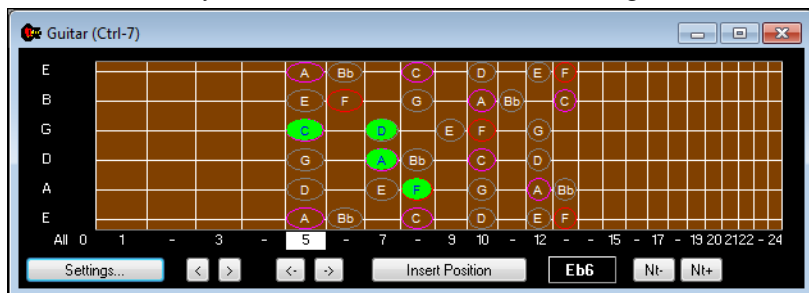 Guitar (Ctrl-7)
E A Bb C D E F
B E F G A Bb C
G C D E F G
D G A Bb C D
A D E F G A Bb
E A Bb C D E F
All 0 1 - 3 - 5 - 7 - 9 10 - 12 - - 15 - 17 - 19 20 21 22 - 24
Settings... < > <- -> Insert Position Eb6 Nt- Nt+